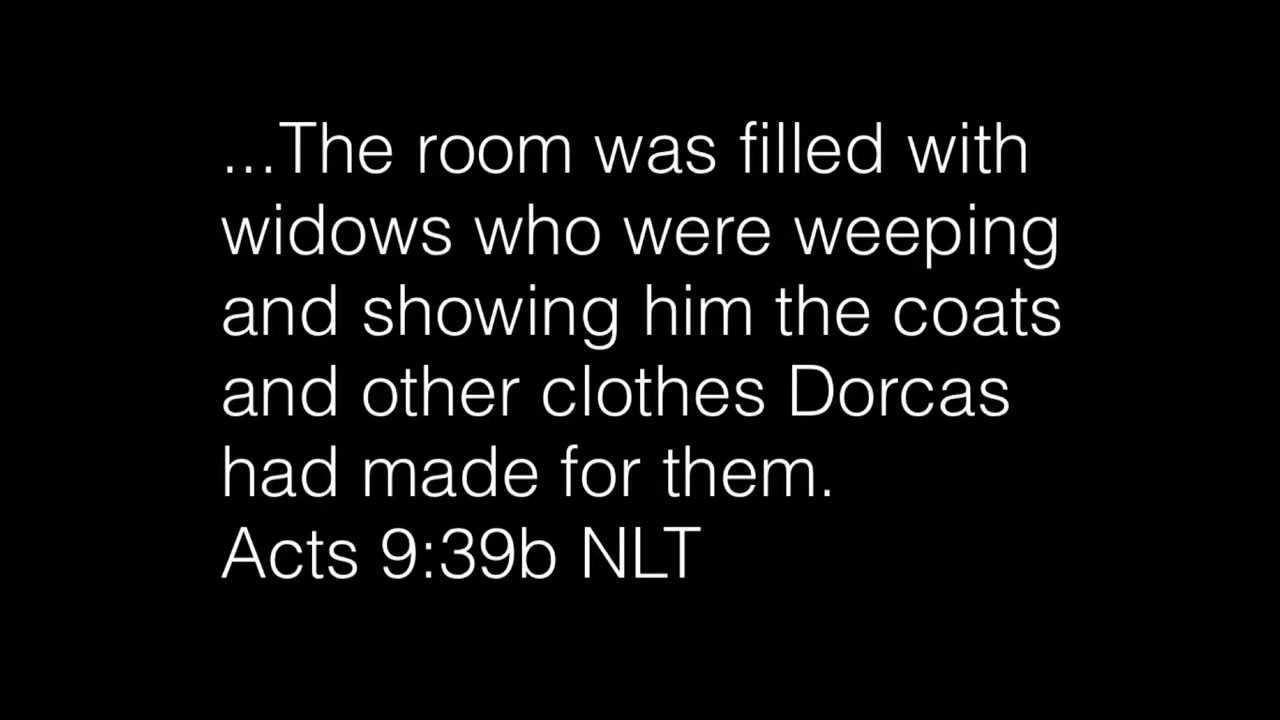 ...The room was filled with
widows who were weeping
and showing him the coats
and other clothes Dorcas
had made for them.
Acts 9:39b NLT